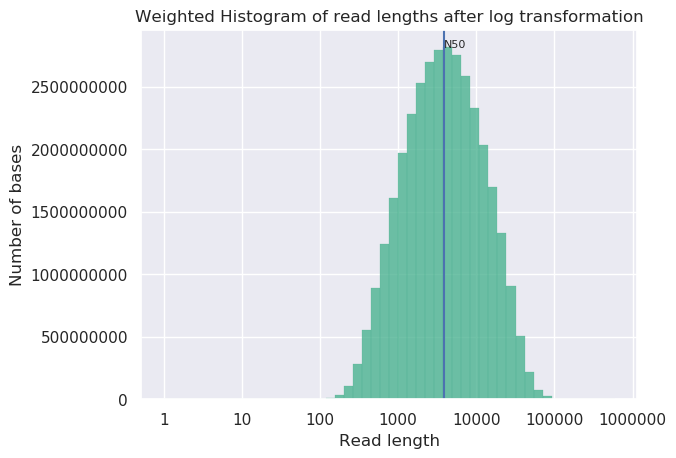 Weighted Histogram of read lengths after log transformation
N50
Number of bases
2500000000
2000000000
1500000000
1000000000
500000000
0
1 10 100 1000 10000 100000 1000000
Read length